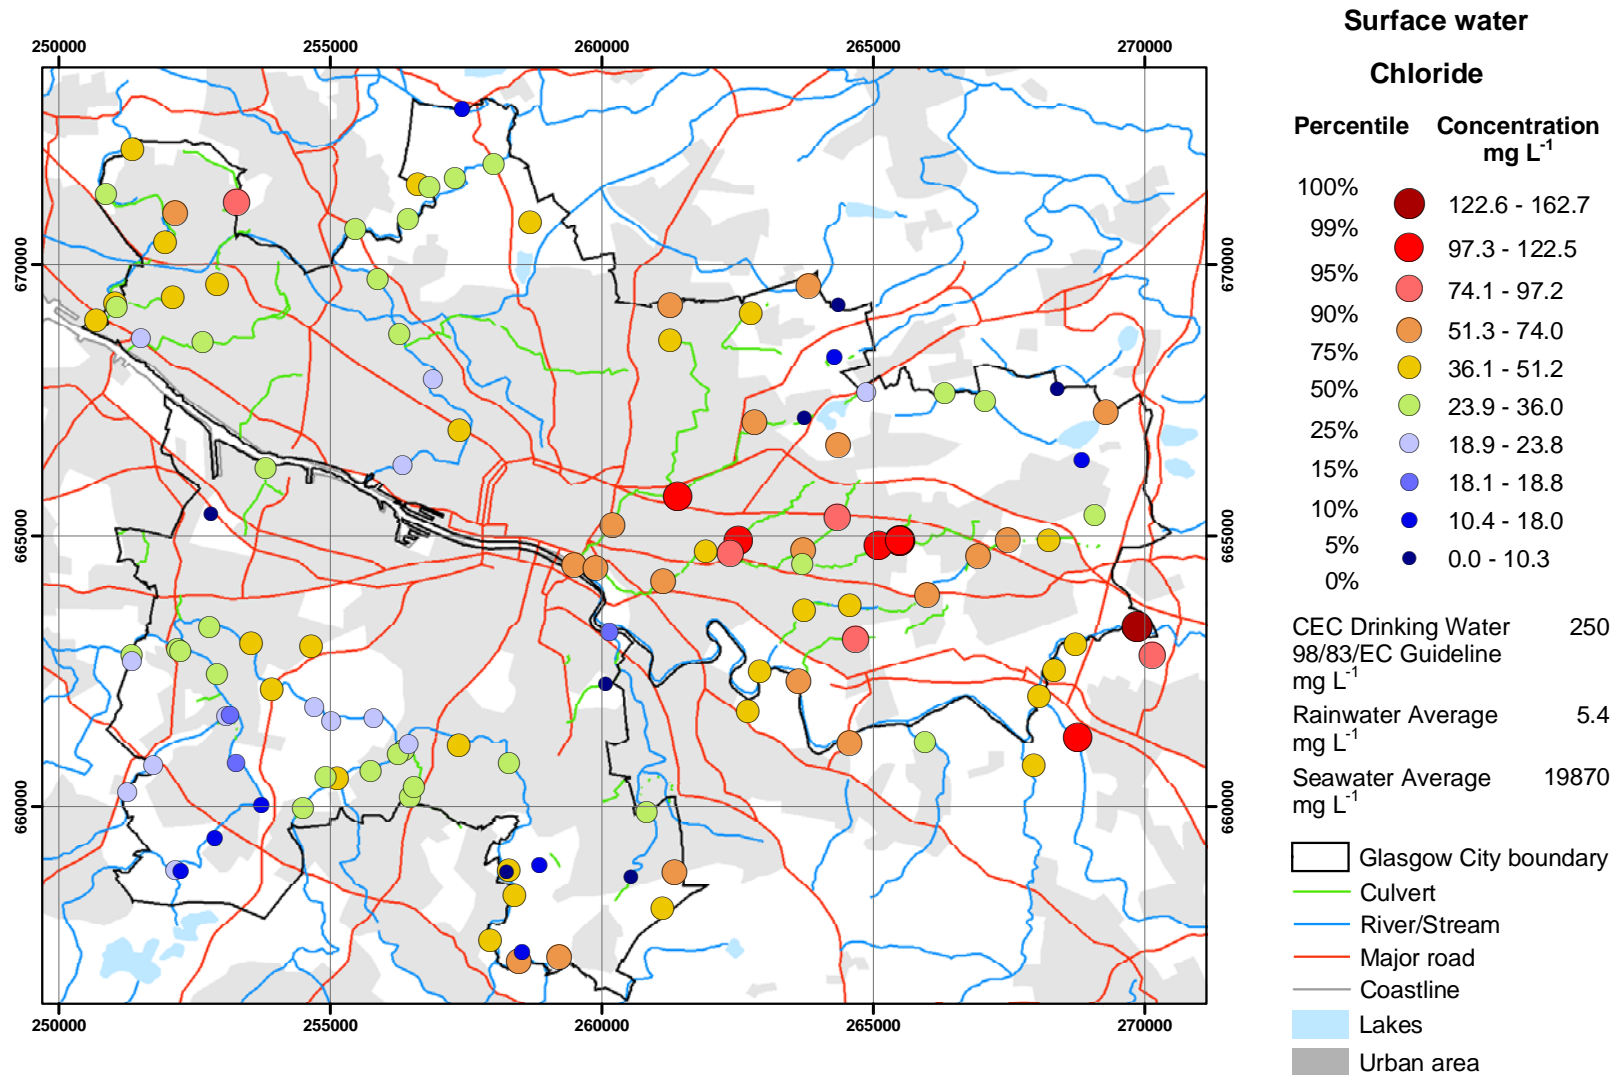 Surface water
Chloride
Percentile Concentration
mg L-1
100%
122.6 - 162.7
99%
97.3 - 122.5
95%
74.1 - 97.2
90%
51.3 - 74.0
75%
36.1 - 51.2
50%
23.9 - 36.0
25%
18.9 - 23.8
15%
18.1 - 18.8
10%
10.4 - 18.0
5%
0.0 - 10.3
0%
CEC Drinking Water 250
98/83/EC Guideline
mg L-1
Rainwater Average 5.4
mg L-1
Seawater Average 19870
mg L-1
Glasgow City boundary
Culvert
River/Stream
Major road
Coastline
Lakes
Urban area
250000 255000 260000 265000 270000
670000 670000
665000 665000
660000 660000
250000 255000 260000 265000 270000